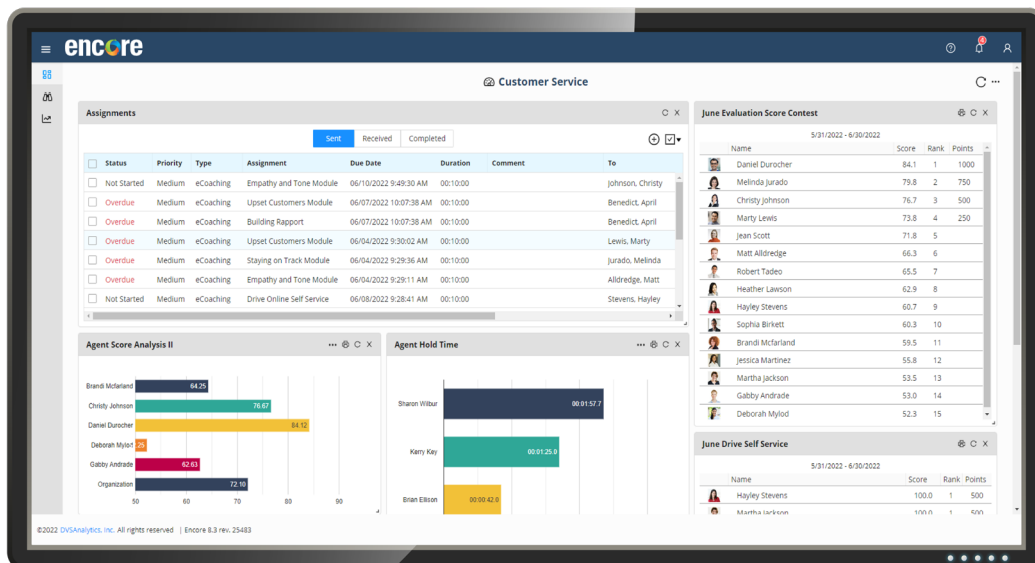 encore
4
Customer Service
Assignments
Sent Received Completed
Status Priority Type Assignment Due Date Duration Comment To
Not Started Medium eCoaching Empathy and Tone Module 06/10/2022 9:49:30 AM 00:10:00 Johnson, Christy
Overdue Medium eCoaching Upset Customers Module 06/07/2022 10:07:38 AM 00:10:00 Benedict, April
Overdue Medium eCoaching Building Rapport 06/07/2022 10:07:38 AM 00:10:00 Benedict, April
Overdue Medium eCoaching Upset Customers Module 06/04/2022 9:30:02 AM 00:10:00 Lewis, Marty
Overdue Medium eCoaching Staying on Track Module 06/04/2022 9:29:36 AM 00:10:00 Jurado, Melinda
Overdue Medium eCoaching Empathy and Tone Module 06/04/2022 9:29:11 AM 00:10:00 Alldredge, Matt
Not Started Medium eCoaching Drive Online Self Service 06/08/2022 9:28:41 AM 00:10:00 Stevens, Hayley
June Evaluation Score Contest
5/31/2022 - 6/30/2022
Name Score Rank Points
Daniel Durocher 84.1 1 1000
Melinda Jurado 79.8 2 750
Christy Johnson 76.7 3 500
Marty Lewis 73.8 4 250
Jean Scott 71.8 5
Matt Alldredge 66.3 6
Robert Tadeo 65.5 7
Heather Lawson 62.9 8
Hayley Stevens 60.7 9
Sophia Birkett 60.3 10
Brandi Mcfarland 59.5 11
Jessica Martinez 55.8 12
Martha Jackson 53.5 13
Gabby Andrade 53.0 14
Deborah Mylod 52.3 15
Agent Score Analysis II
Brandi Mcfarland 64.25
Christy Johnson 76.67
Daniel Durocher 84.12
Deborah Mylod 25
Gabby Andrade 62.63
Organization 72.10
50 60 70 80 90
Agent Hold Time
Sharon Wilbur 00:01:57.7
Kerry Key 00:01:25.0
Brian Ellison 00:00:42.0
June Drive Self Service
5/31/2022 - 6/30/2022
Name Score Rank Points
Hayley Stevens 100.0 1 500
Martha Jackson 100.0 1 500
©2022 DVSAnalytics, Inc. All rights reserved | Encore 8.3 rev. 25483